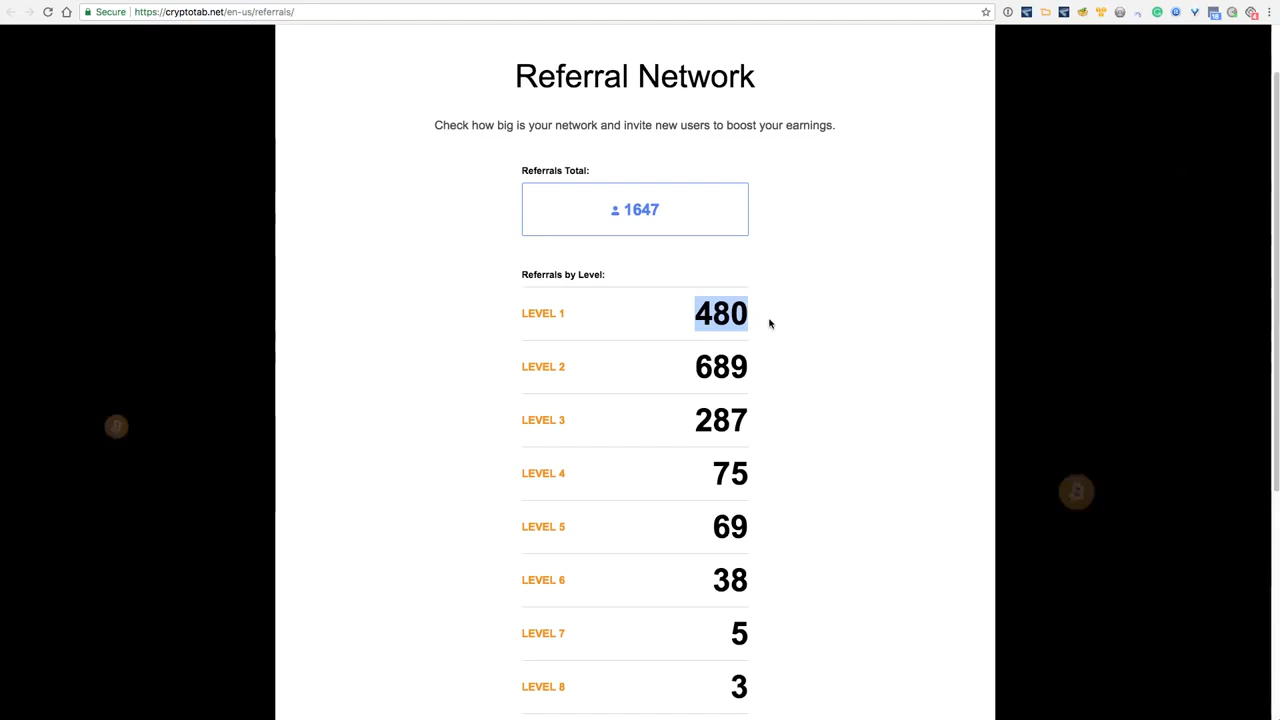 Secure https://cryptotab.net/en-us/referrals/
Referral Network
Check how big is your network and invite new users to boost your earnings.
Referrals Total:
1647
Referrals by Level:
LEVEL 1 480
LEVEL 2 689
LEVEL 3 287
LEVEL 4 75
LEVEL 5 69
LEVEL 6 38
LEVEL 7 5
LEVEL 8 3